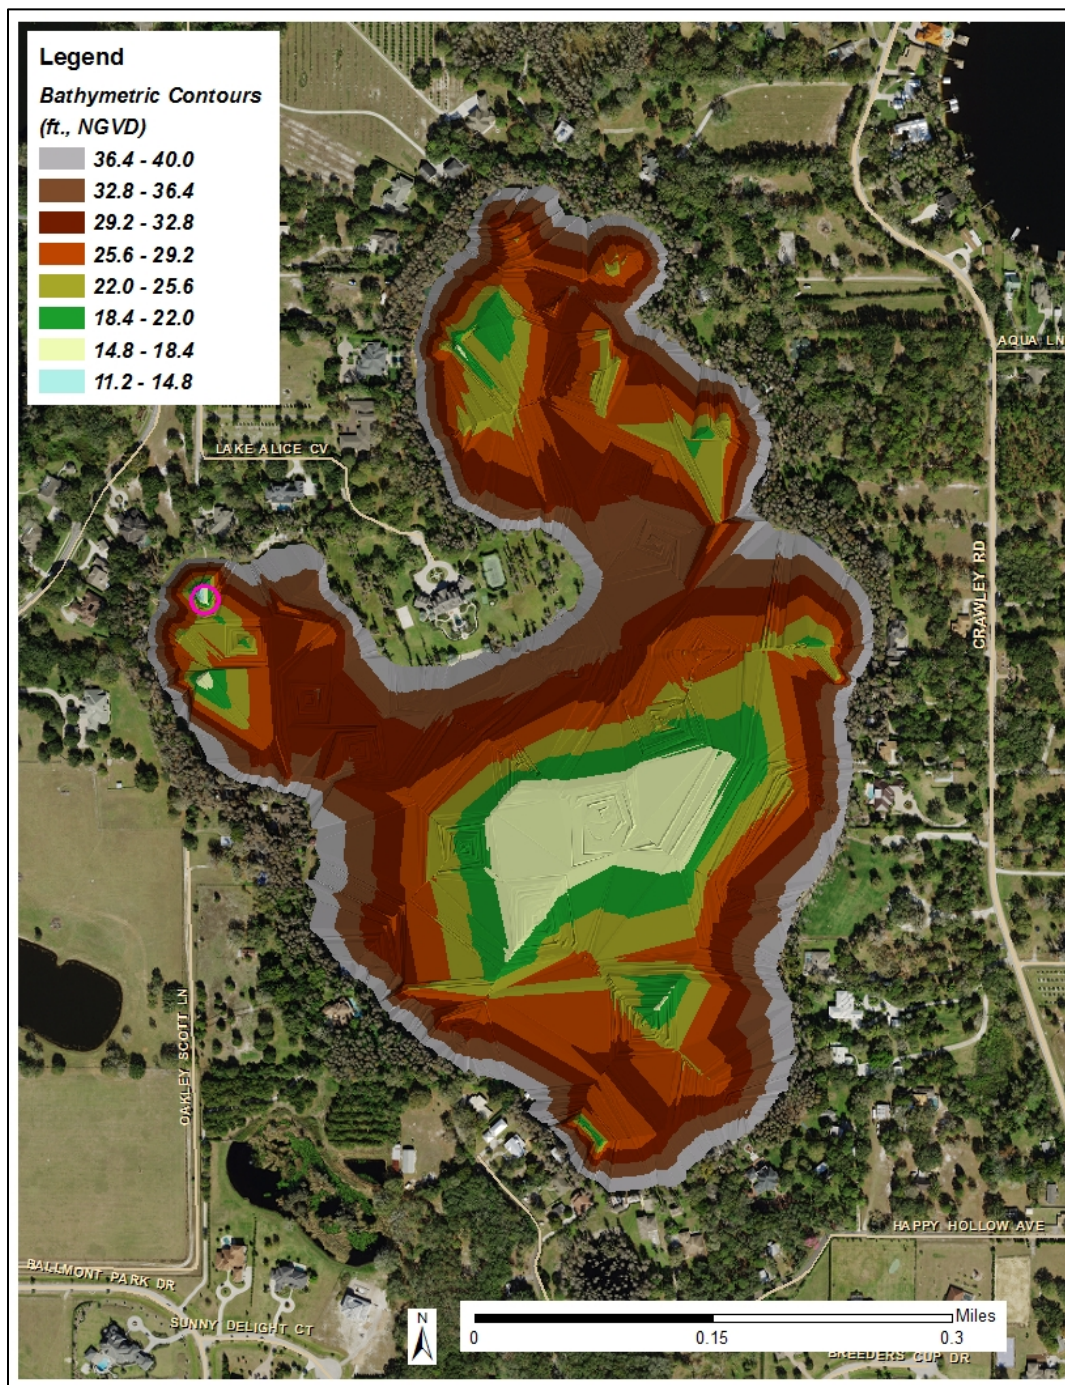 Legend
Bathymetric Contours
(ft., NGVD)
36.4 - 40.0
32.8 - 36.4
29.2 - 32.8
25.6 - 29.2
22.0 - 25.6
18.4 - 22.0
14.8 - 18.4
11.2 - 14.8
AQUA LN
LAKE ALICE CV
CRAWLEY RD
OAKLEY SCOTT LN
HAPPY HOLLOW AVE
BALLMONT PARK DR
SUNNY DELIGHT CT
N
Miles
0 0.15 0.3
BREEDERS CUP DR